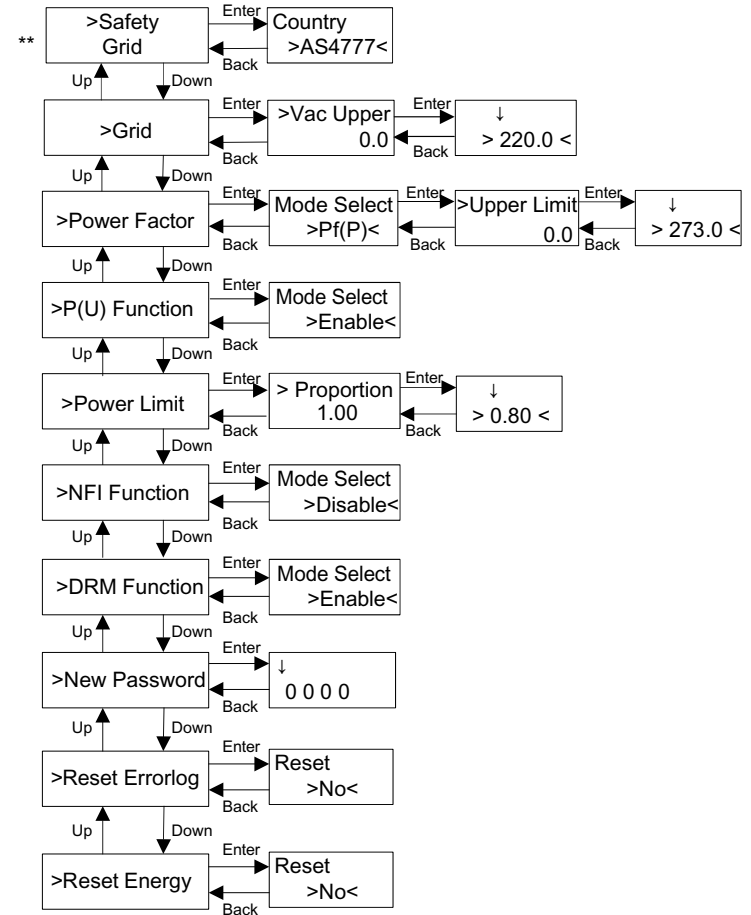 >Safety
Grid
Enter
Back
Country
>AS4777<
**
Up
Down
>Grid
Enter
Back
>Vac Upper
0.0
Enter
Back
↓
> 220.0 <
Up
Down
>Power Factor
Enter
Back
Mode Select
>Pf(P)<
Enter
Back
>Upper Limit
0.0
Enter
Back
↓
> 273.0 <
Up
Down
>P(U) Function
Enter
Back
Mode Select
>Enable<
Up
Down
>Power Limit
Enter
Back
> Proportion
1.00
Enter
Back
↓
> 0.80 <
Up
Down
>NFI Function
Enter
Back
Mode Select
>Disable<
Up
Down
>DRM Function
Enter
Back
Mode Select
>Enable<
Up
Down
>New Password
Enter
Back
↓
0 0 0 0
Up
Down
>Reset Errorlog
Enter
Back
Reset
>No<
Up
Down
>Reset Energy
Enter
Back
Reset
>No<